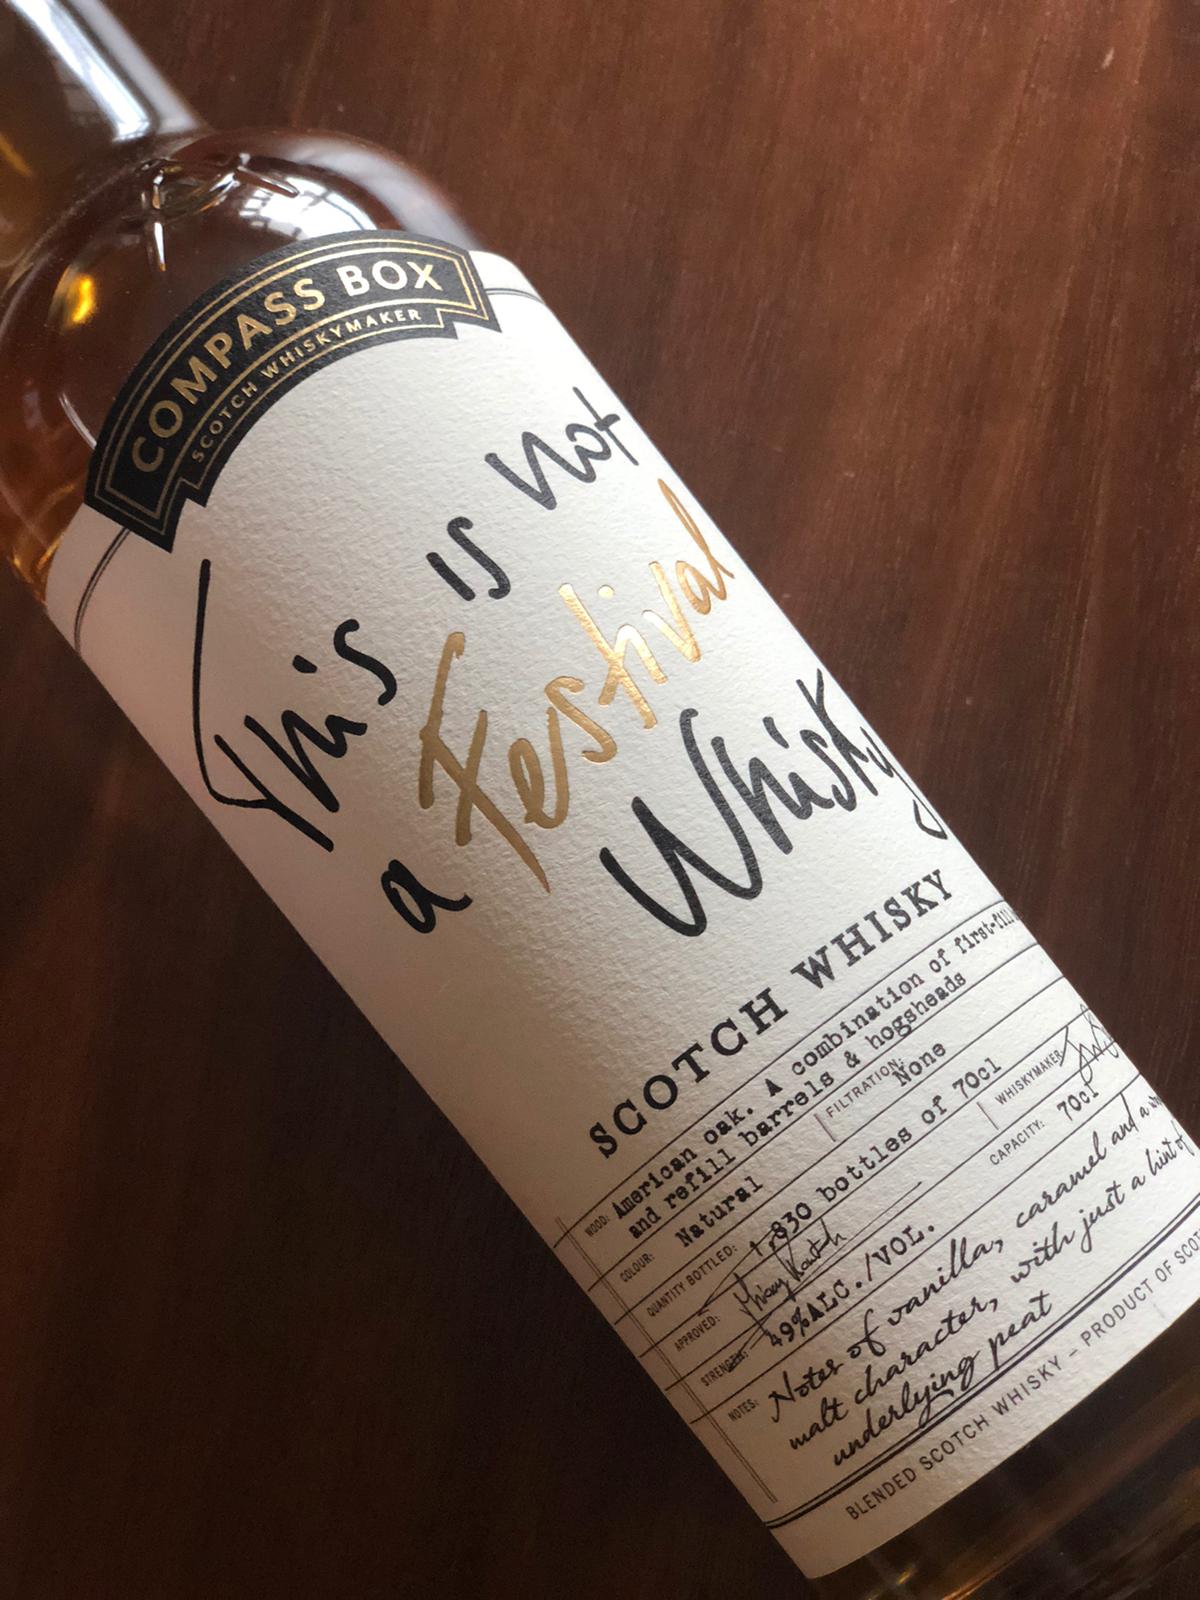 COMPASS BOX
SCOTCH WHISKYMAKER
This is not
a Festival
Whisky
SCOTCH WHISKY
WOOD: American oak. A combination of first-fill
and refill barrels & hogsheads
COLOUR: Natural FILTRATION: None
QUANTITY BOTTLED: 1,830 bottles of 70cl
APPROVED: WHISKYMAKER
STRENGTH: 49%ALC./VOL. CAPACITY: 70cl
NOTES: Notes of vanilla, caramel and a
malt character, with just a hint of
underlying peat
BLENDED SCOTCH WHISKY – PRODUCT OF